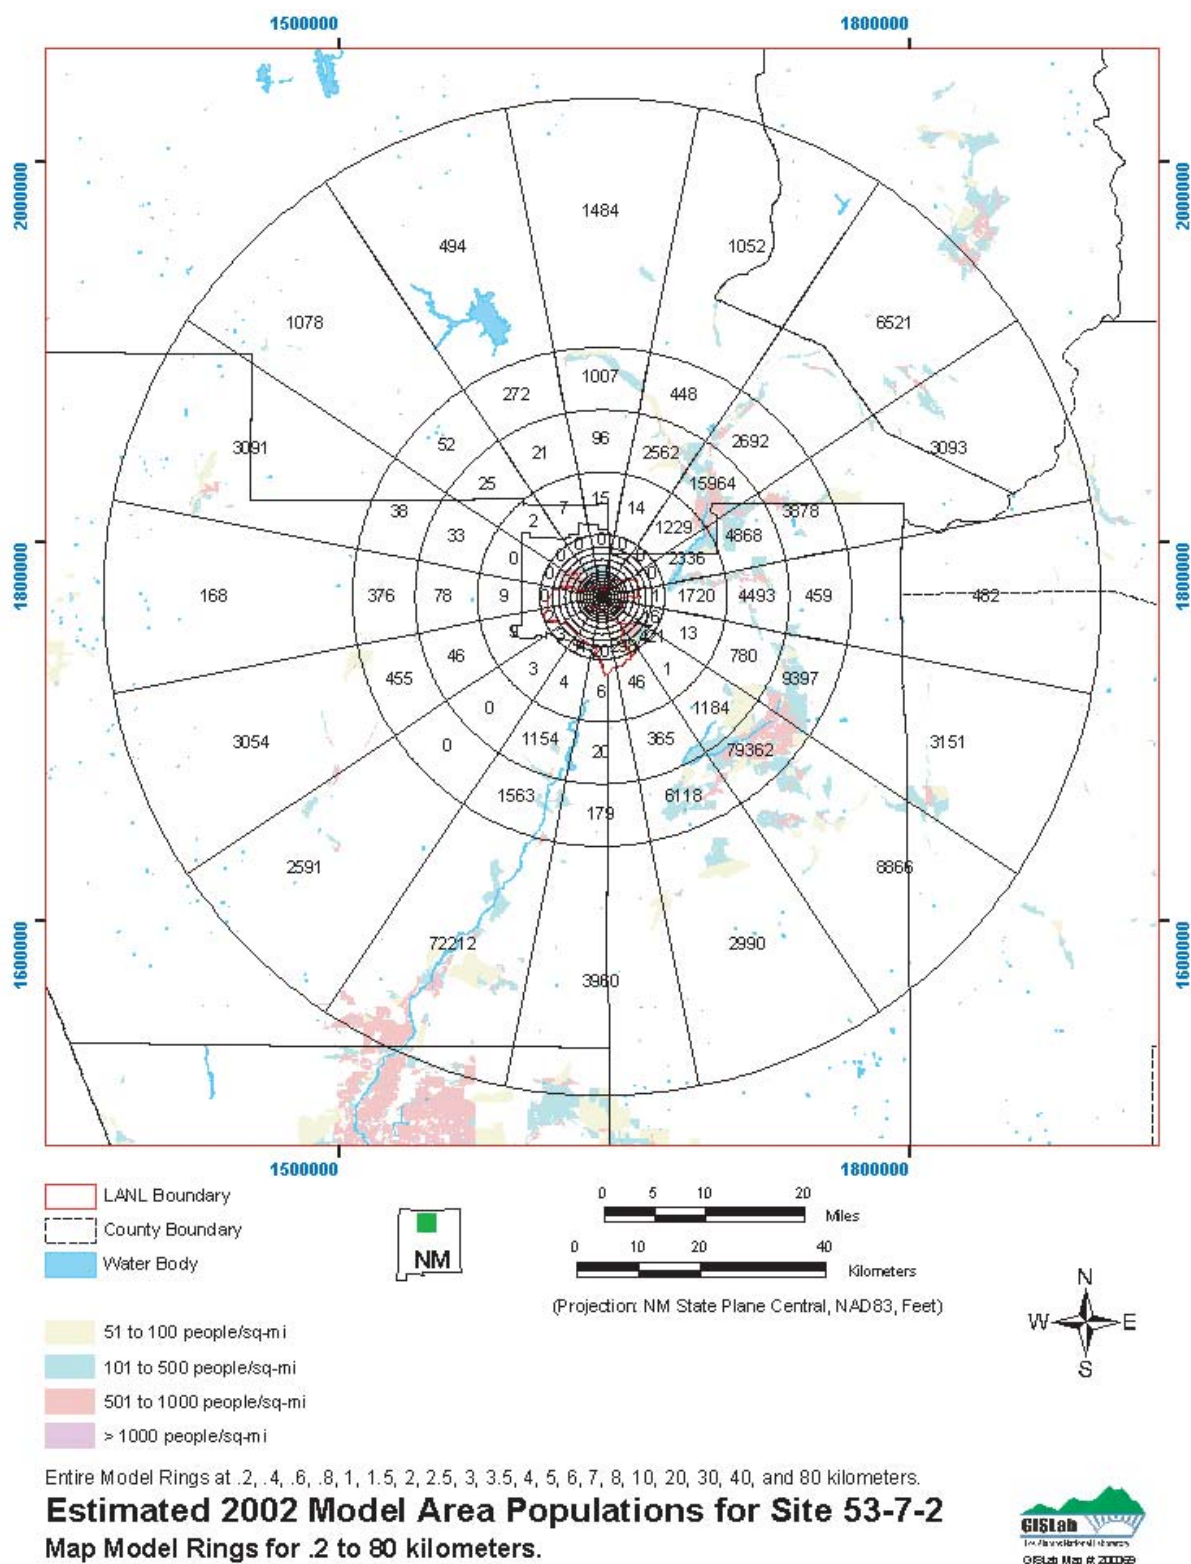 1500000 1800000
2000000 2000000
1484
494 1052
1078 6521
1007
272 448
3091 52 2692 3093
96
21 2562
25 15964
38 15 3878
7 14
2 1229
33 4868
0 2336
1800000 168 376 78 9 1720 4493 459 482 1800000
13
46 780
3 1
455 4 46 9397
6
0 1184
3054 0 1154 20 365 79362 3151
1563 179 6118
2591 8866
72212 2990
1600000 3960 1600000
1500000 1800000
LANL Boundary
County Boundary
Water Body
NM
0 5 10 20
Miles
0 10 20 40
Kilometers
(Projection: NM State Plane Central, NAD83, Feet)
N
W E
S
51 to 100 people/sq-mi
101 to 500 people/sq-mi
501 to 1000 people/sq-mi
> 1000 people/sq-mi
Entire Model Rings at .2, .4, .6, .8, 1, 1.5, 2, 2.5, 3, 3.5, 4, 5, 6, 7, 8, 10, 20, 30, 40, and 80 kilometers.
Estimated 2002 Model Area Populations for Site 53-7-2
Map Model Rings for .2 to 80 kilometers.
GISLab
Los Alamos National Laboratory